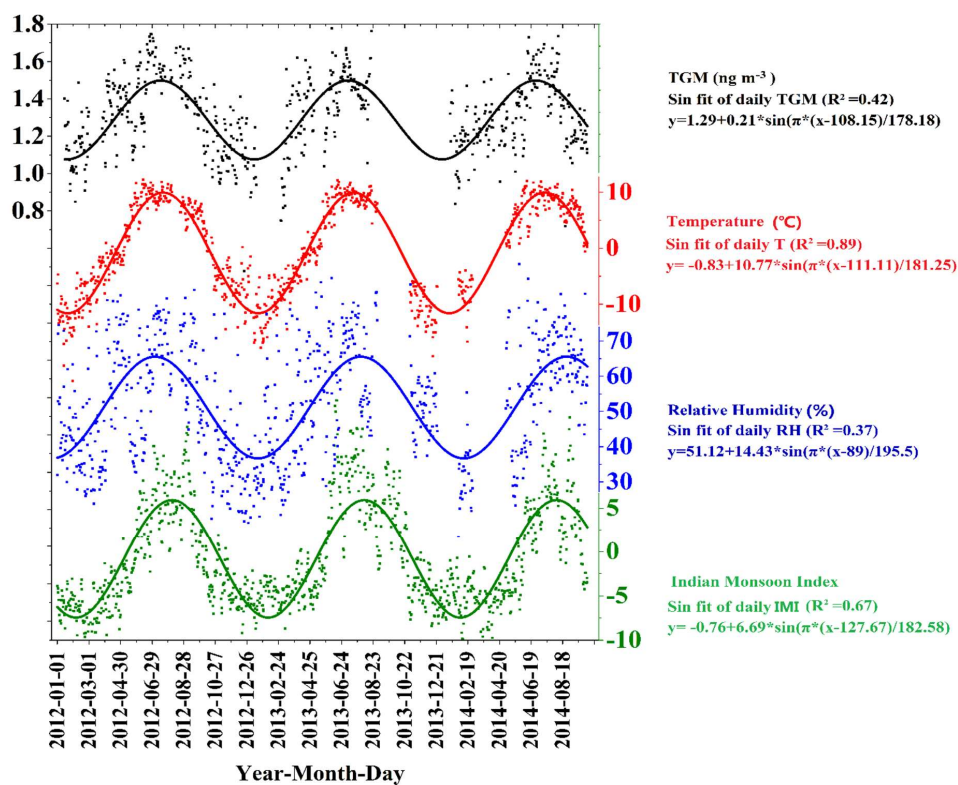 1.8
1.6
1.4
1.2
1.0
0.8
TGM (ng m⁻³ )
Sin fit of daily TGM (R² =0.42)
y=1.29+0.21*sin(π*(x-108.15)/178.18)
10
0
-10
Temperature (℃)
Sin fit of daily T (R²=0.89)
y= -0.83+10.77*sin(π*(x-111.11)/181.25)
70
60
50
40
30
Relative Humidity (%)
Sin fit of daily RH (R² =0.37)
y=51.12+14.43*sin(π*(x-89)/195.5)
5
0
-5
-10
Indian Monsoon Index
Sin fit of daily IMI (R² =0.67)
y= -0.76+6.69*sin(π*(x-127.67)/182.58)
2012-01-01
2012-03-01
2012-04-30
2012-06-29
2012-08-28
2012-10-27
2012-12-26
2013-02-24
2013-04-25
2013-06-24
2013-08-23
2013-10-22
2013-12-21
2014-02-19
2014-04-20
2014-06-19
2014-08-18
Year-Month-Day